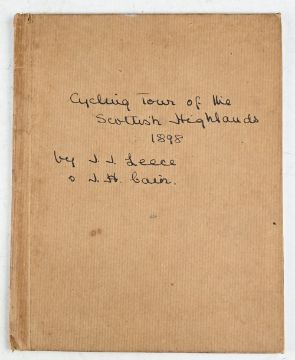 Cycling Tour of the
Scottish Highlands
1898
by J. J. Leece
& J. H. Cain.